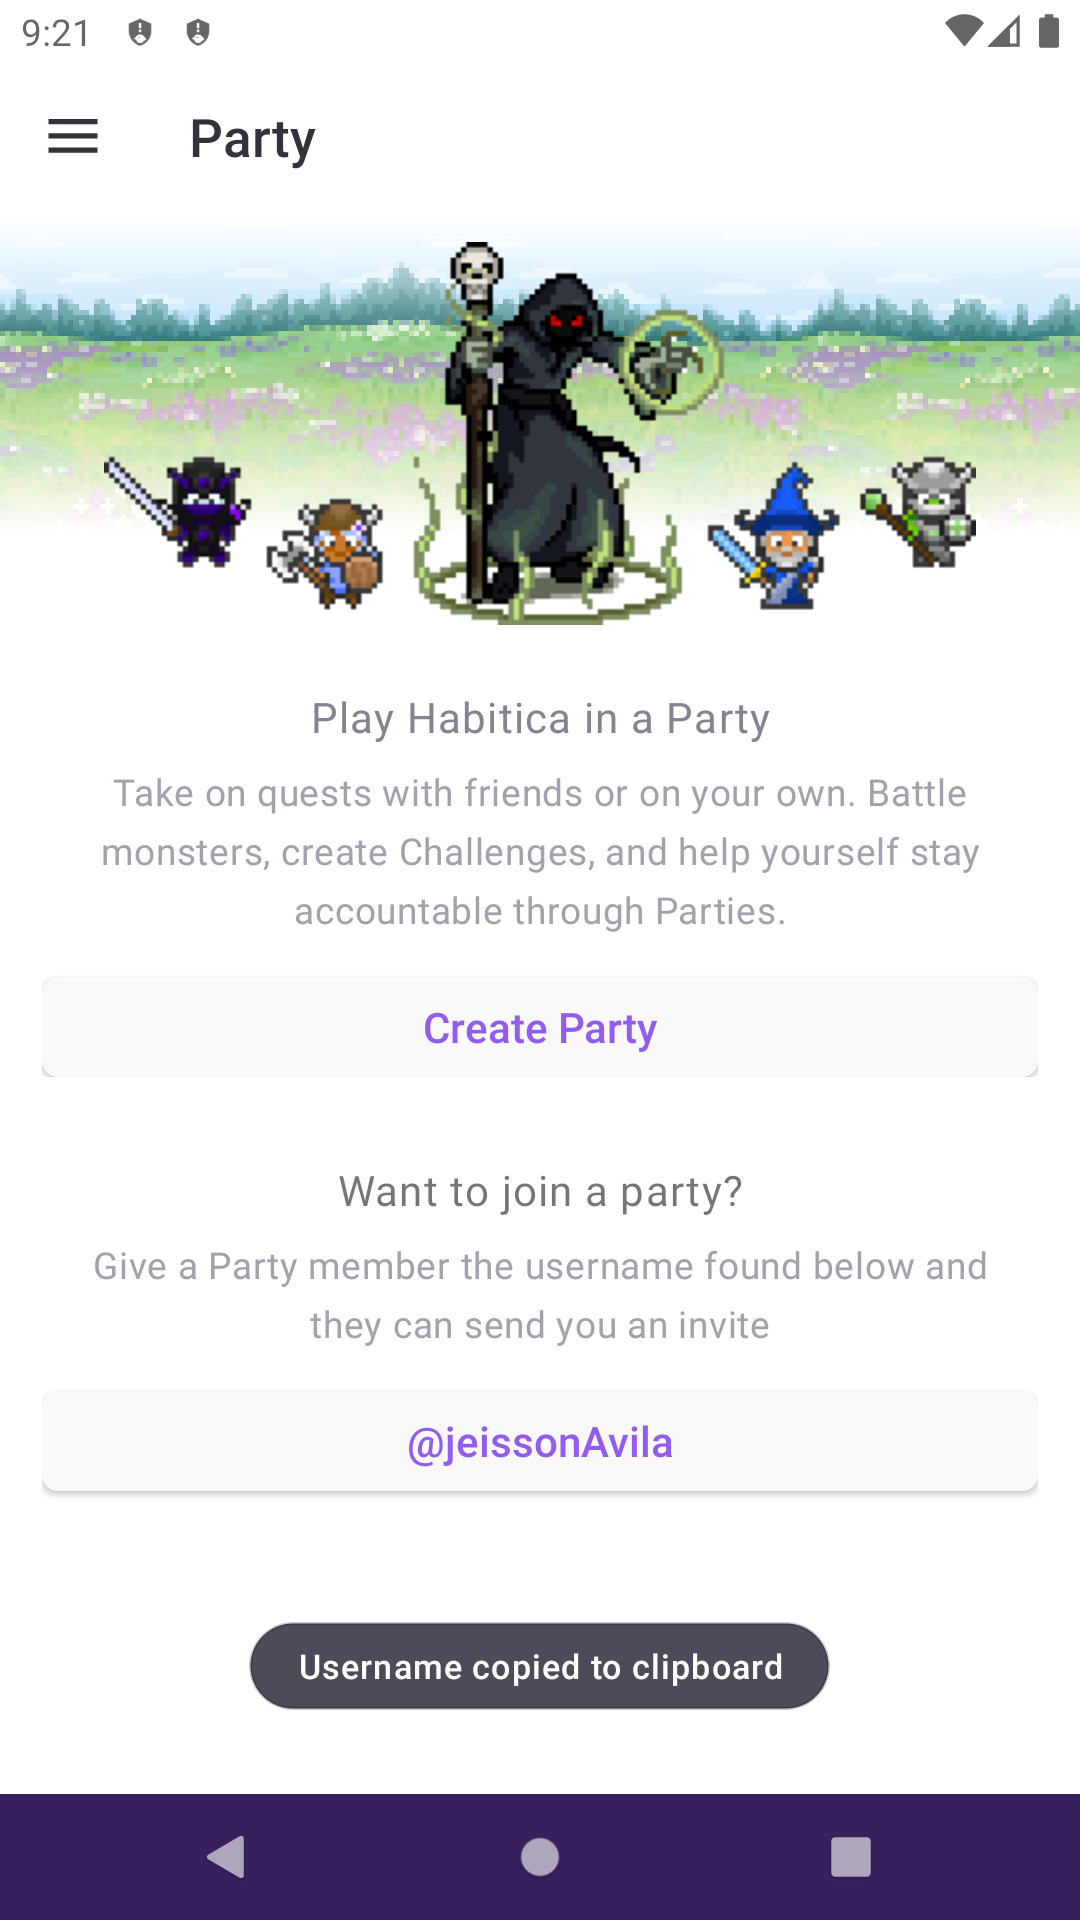 9:21
Party
Play Habitica in a Party
Take on quests with friends or on your own. Battle
monsters, create Challenges, and help yourself stay
accountable through Parties.
Create Party
Want to join a party?
Give a Party member the username found below and
they can send you an invite
@jeissonAvila
Username copied to clipboard